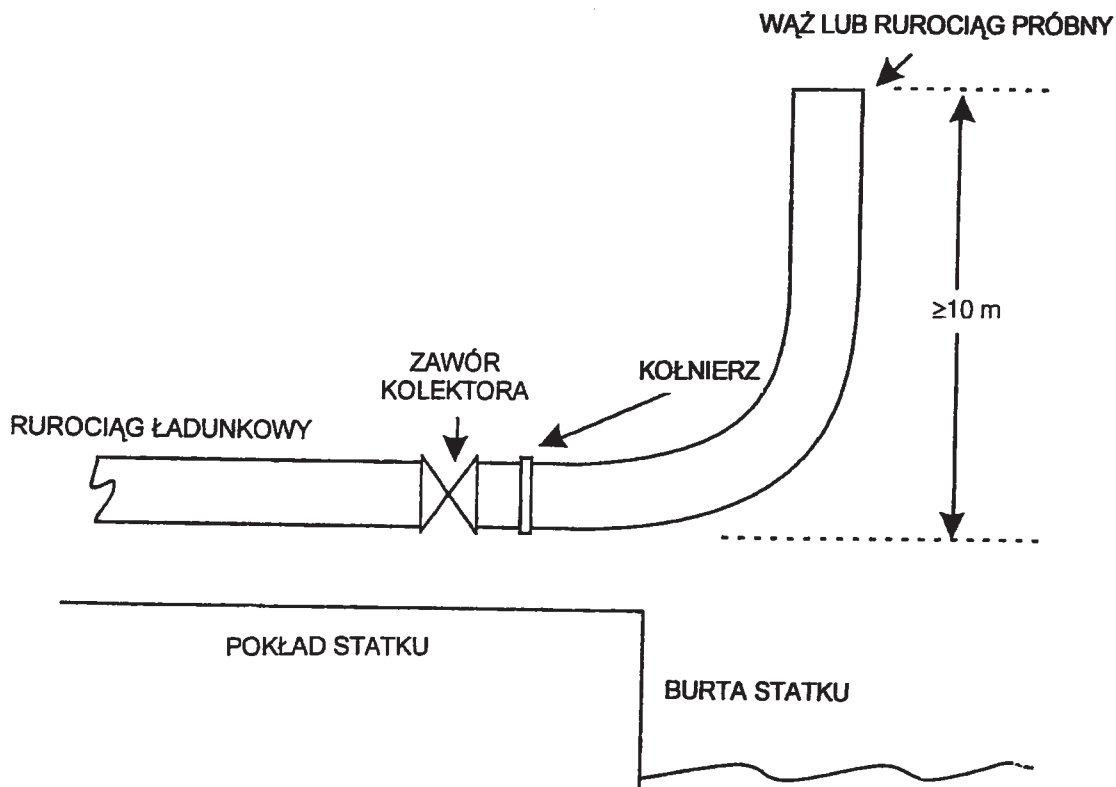 WĄŻ LUB RUROCIĄG PRÓBNY
≥10 m
ZAWÓR
KOLEKTORA
KOŁNIERZ
RUROCIĄG ŁADUNKOWY
POKŁAD STATKU
BURTA STATKU